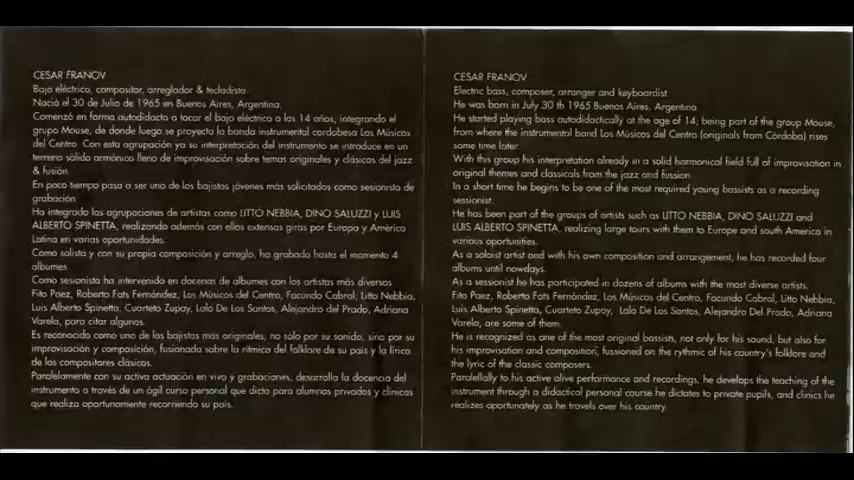 CESAR FRANOV
Bajo eléctrico, compositor, arreglador & tecladista.
Nació el 30 de Julio de 1965 en Buenos Aires, Argentina.
Comenzó en forma autodidacta a tocar el bajo eléctrico a los 14 años, integrando el
grupo Mouse, de donde luego se proyecta la banda instrumental cordobesa Los Músicos
del Centro. Con esta agrupación ya su interpretación del instrumento se introduce en un
terreno sólido armónico lleno de improvisación sobre temas originales y clásicos del jazz
& fusión.
En poco tiempo pasa a ser uno de los bajistas jóvenes más solicitados como sesionista de
grabación
Ha integrado las agrupaciones de artistas como LITTO NEBBIA, DINO SALUZZI y LUIS
ALBERTO SPINETTA, realizando además con ellos extensas giras por Europa y América
Latina en varias oportunidades.
Como solista y con su propia composición y arreglo, ha grabado hasta el momento 4
albumes
Como sesionista ha intervenido en docenas de albumes con los artistas más diversos
Fito Paez, Roberto Fats Fernández, Los Músicos del Centro, Facundo Cabral, Litto Nebbia,
Luis Alberto Spinetta, Cuarteto Zupay, Lalo De Los Santos, Alejandro del Prado, Adriana
Varela, para citar algunos.
Es reconocido como uno de los bajistas más originales, no sólo por su sonido, sino por su
improvisación y composición, fusionada sobre la rítmica del folklore de su país y la lírica
de los compositores clásicos.
Paralelamente con su activa actuación en vivo y grabaciones, desarrolla la docencia del
instrumento a través de un ágil curso personal que dicta para alumnos privados y clínicas
que realiza oportunamente recorriendo su país.
CESAR FRANOV
Electric bass, composer, arranger and keyboardist.
He was born in July 30 th 1965 Buenos Aires, Argentina.
He started playing bass autodidactically at the age of 14; being part of the group Mouse,
from where the instrumental band Los Músicos del Centro (originals from Córdoba) rises
some time later.
With this group his interpretation already in a solid harmonical field full of improvisation in
original themes and classicals from the jazz and fussion.
In a short time he begins to be one of the most required young bassists as a recording
sessionist.
He has been part of the groups of artists such as LITTO NEBBIA, DINO SALUZZI and
LUIS ALBERTO SPINETTA, realizing large tours with them to Europe and south America in
various oportunities.
As a soloist artist and with his own composition and arrangement, he has recorded four
albums until nowdays.
As a sessionist he has participated in dozens of albums with the most diverse artists.
Fito Paez, Roberto Fats Fernández, Los Músicos del Centro, Facundo Cabral, Litto Nebbia,
Luis Alberto Spinetta, Cuarteto Zupay, Lalo De Los Santos, Alejandro Del Prado, Adriana
Varela, are some of them.
He is recognized as one of the most original bassists, not only for his sound, but also for
his improvisation and composition, fussioned on the rythmic of his country's folklore and
the lyric of the classic composers.
Paralellally to his active alive performance and recordings, he develops the teaching of the
instrument through a didactical personal course he dictates to private pupils, and clinics he
realizes oportunately as he travels over his country